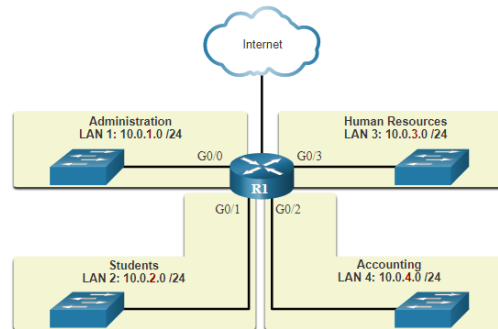 Internet
Administration
LAN 1: 10.0.1.0 /24
Human Resources
LAN 3: 10.0.3.0 /24
G0/0
G0/3
R1
G0/1
G0/2
Students
LAN 2: 10.0.2.0 /24
Accounting
LAN 4: 10.0.4.0 /24